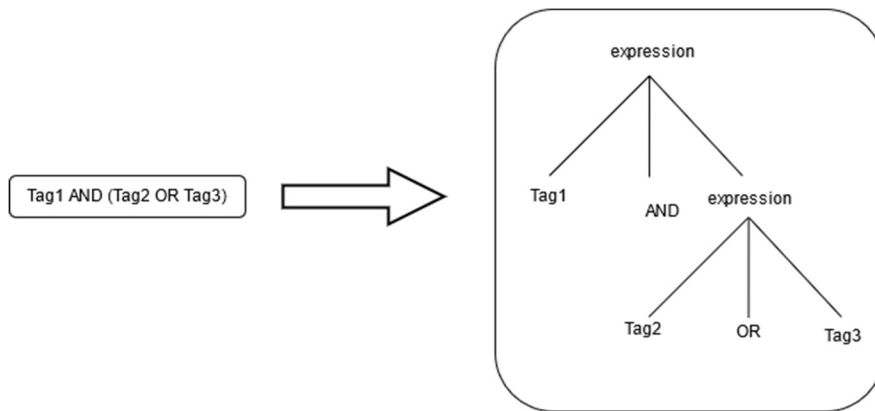 expression
Tag1 AND (Tag2 OR Tag3)
Tag1
AND
expression
Tag2
OR
Tag3